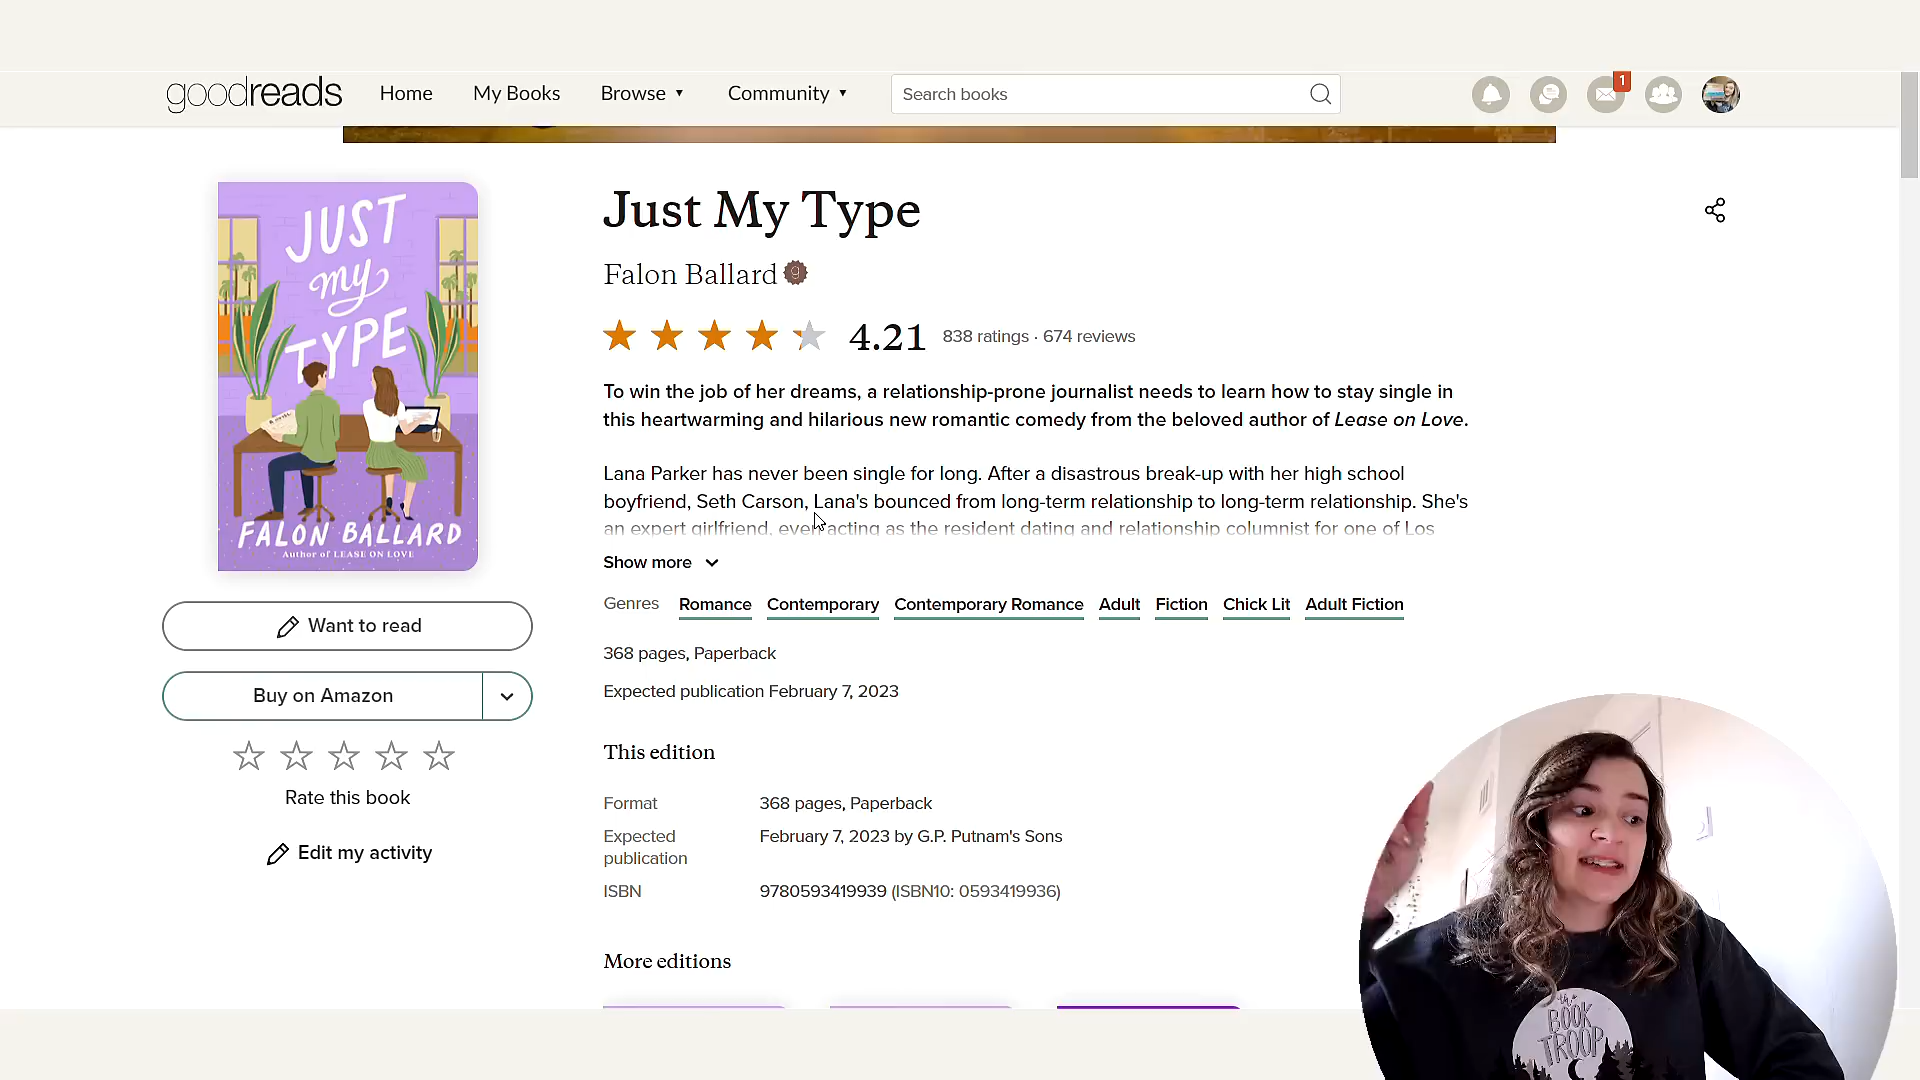 goodreads Home My Books Browse ▼ Community ▼ Search books 1
JUST
my
TYPE
FALON BALLARD
Author of LEASE ON LOVE
Want to read
Buy on Amazon
Rate this book
Edit my activity
Just My Type
Falon Ballard g
4.21 838 ratings · 674 reviews
To win the job of her dreams, a relationship-prone journalist needs to learn how to stay single in
this heartwarming and hilarious new romantic comedy from the beloved author of Lease on Love.
Lana Parker has never been single for long. After a disastrous break-up with her high school
boyfriend, Seth Carson, Lana's bounced from long-term relationship to long-term relationship. She's
an expert girlfriend, even acting as the resident dating and relationship columnist for one of Los
Show more
Genres Romance Contemporary Contemporary Romance Adult Fiction Chick Lit Adult Fiction
368 pages, Paperback
Expected publication February 7, 2023
This edition
Format 368 pages, Paperback
Expected publication February 7, 2023 by G.P. Putnam's Sons
ISBN 9780593419939 (ISBN10: 0593419936)
More editions
BOOK
TROOP